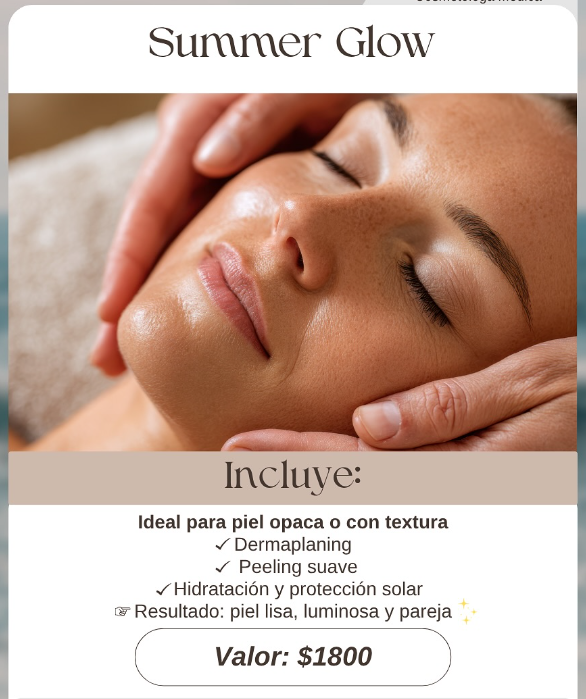 Summer Glow
Incluye:
Ideal para piel opaca o con textura
✓ Dermaplaning
✓ Peeling suave
✓ Hidratación y protección solar
☞ Resultado: piel lisa, luminosa y pareja ✨
Valor: $1800